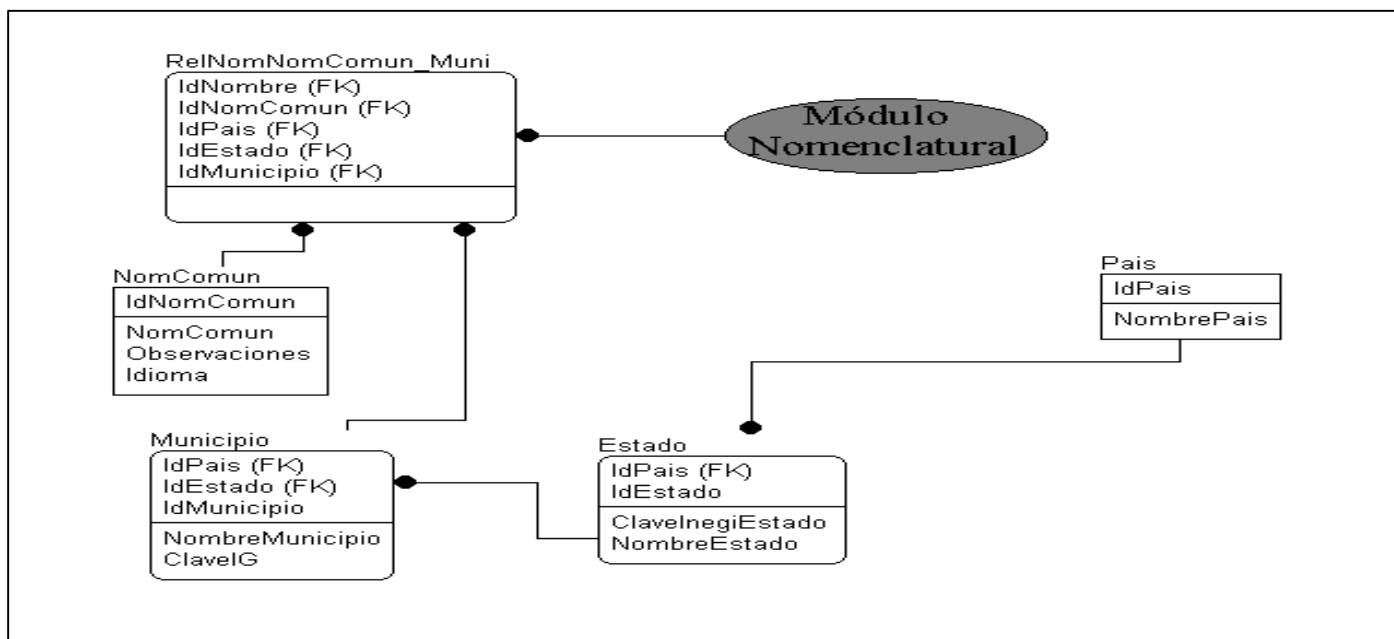 RelNomNomComun_Muni
IdNombre (FK)
IdNomComun (FK)
IdPais (FK)
IdEstado (FK)
IdMunicipio (FK)
Módulo
Nomenclatural
NomComun
IdNomComun
NomComun
Observaciones
Idioma
Pais
IdPais
NombrePais
Municipio
IdPais (FK)
IdEstado (FK)
IdMunicipio
NombreMunicipio
ClaveIG
Estado
IdPais (FK)
IdEstado
ClaveInegiEstado
NombreEstado